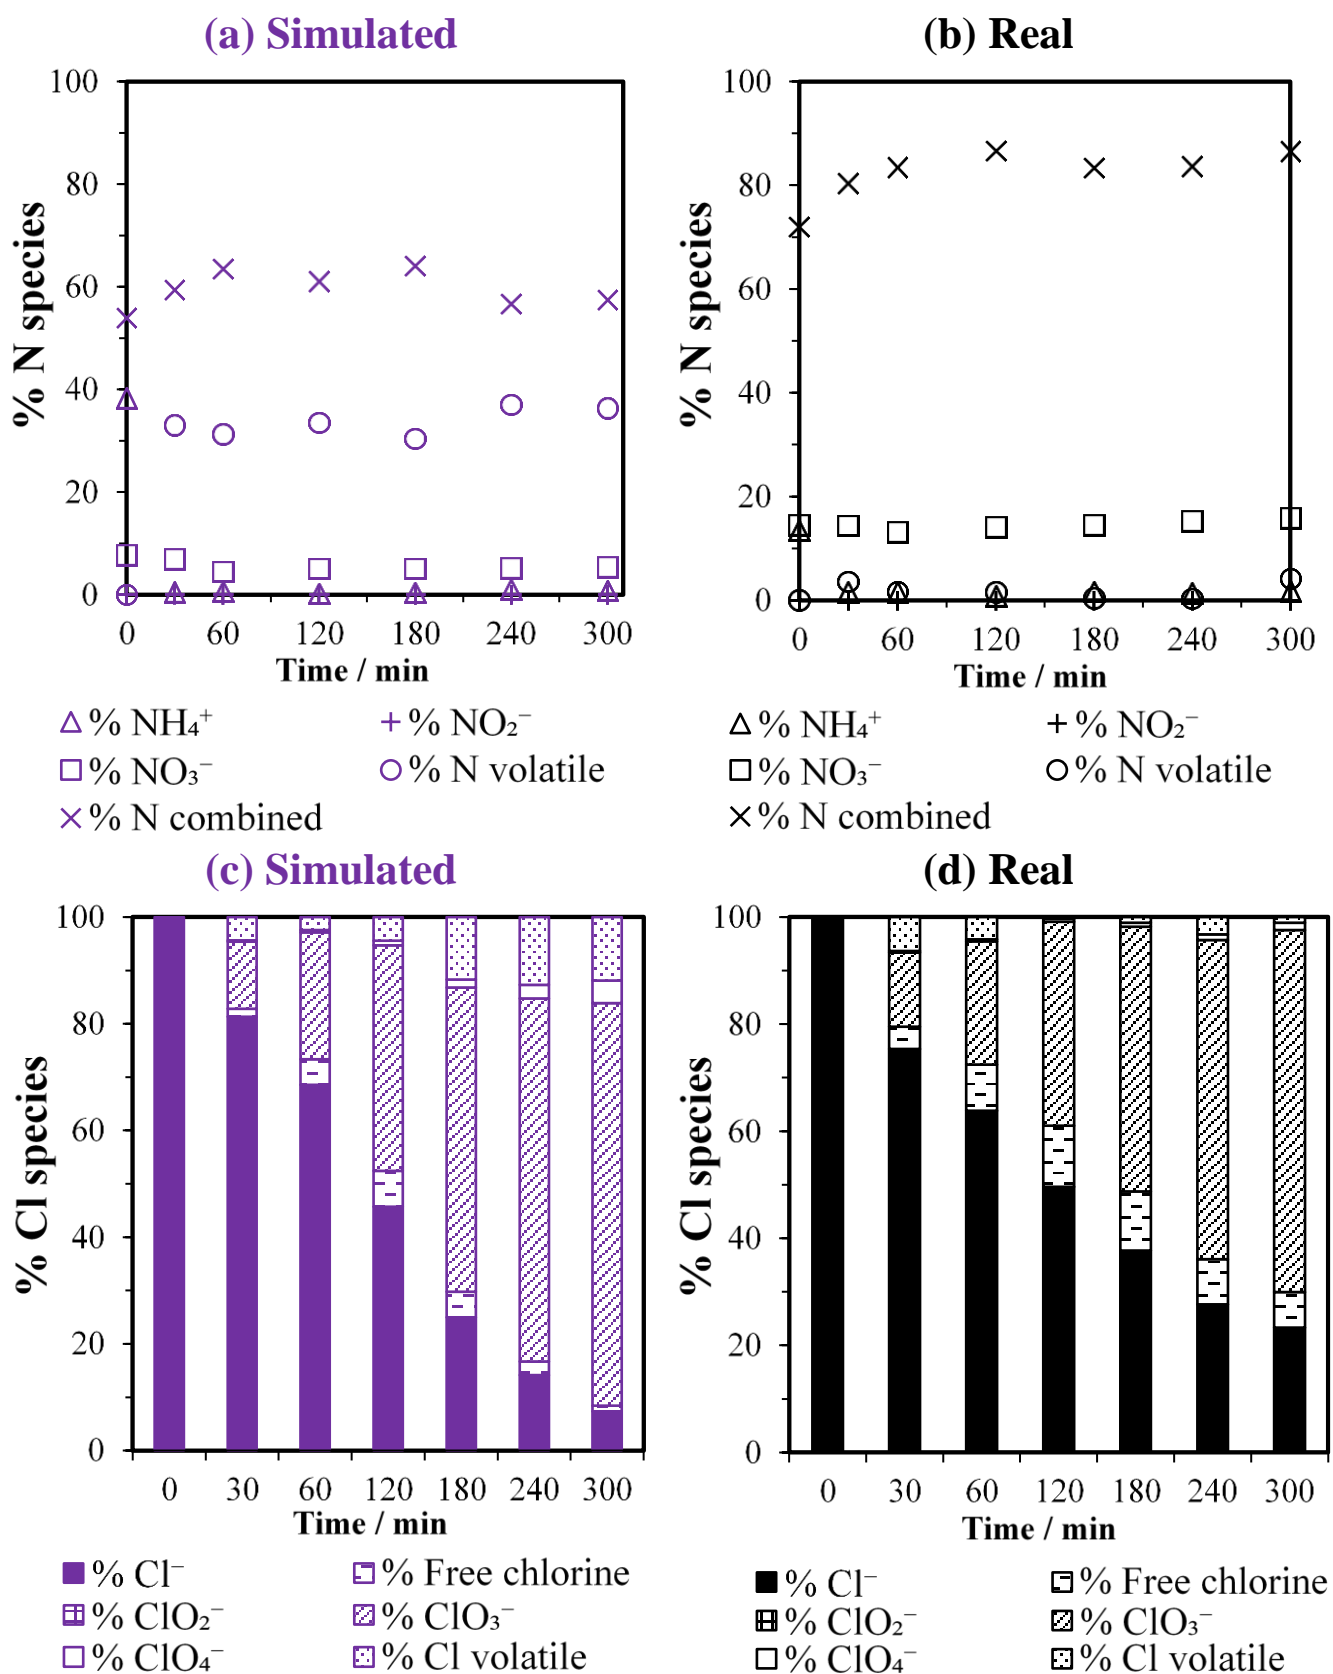 (a) Simulated
(b) Real
% N species
100
80
60
40
20
0
0 60 120 180 240 300
Time / min
% N species
100
80
60
40
20
0
0 60 120 180 240 300
Time / min
% NH₄⁺ % NO₂⁻
% NO₃⁻ % N volatile
% N combined
% NH₄⁺ % NO₂⁻
% NO₃⁻ % N volatile
% N combined
(c) Simulated
(d) Real
% Cl species
100
80
60
40
20
0
0 30 60 120 180 240 300
Time / min
% Cl species
100
80
60
40
20
0
0 30 60 120 180 240 300
Time / min
% Cl⁻ % Free chlorine
% ClO₂⁻ % ClO₃⁻
% ClO₄⁻ % Cl volatile
% Cl⁻ % Free chlorine
% ClO₂⁻ % ClO₃⁻
% ClO₄⁻ % Cl volatile